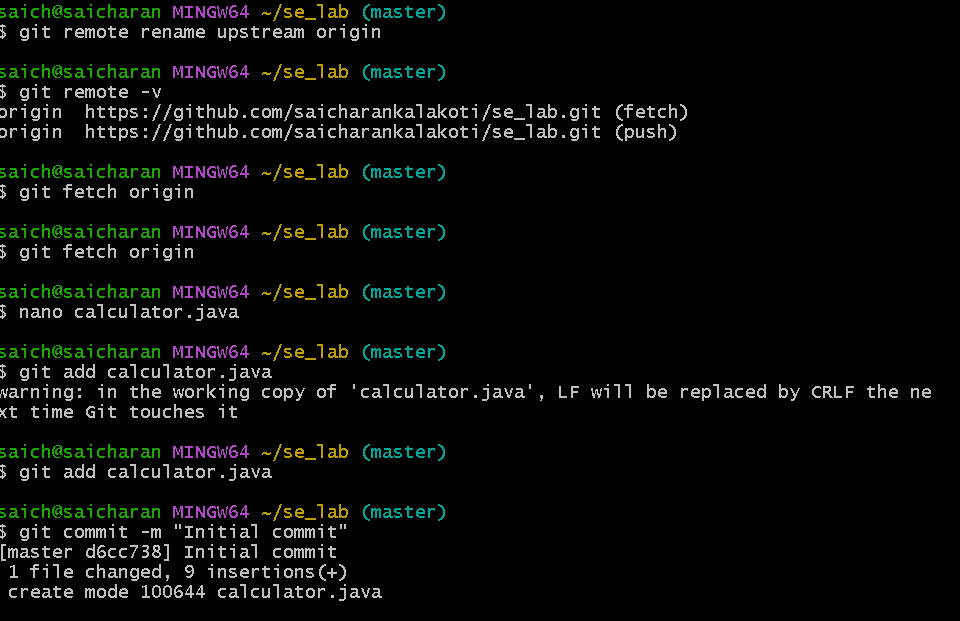 saich@saicharan MINGW64 ~/se_lab (master)
$ git remote rename upstream origin
saich@saicharan MINGW64 ~/se_lab (master)
$ git remote -v
origin  https://github.com/saicharankalakoti/se_lab.git (fetch)
origin  https://github.com/saicharankalakoti/se_lab.git (push)
saich@saicharan MINGW64 ~/se_lab (master)
$ git fetch origin
saich@saicharan MINGW64 ~/se_lab (master)
$ git fetch origin
saich@saicharan MINGW64 ~/se_lab (master)
$ nano calculator.java
saich@saicharan MINGW64 ~/se_lab (master)
$ git add calculator.java
warning: in the working copy of 'calculator.java', LF will be replaced by CRLF the ne
xt time Git touches it
saich@saicharan MINGW64 ~/se_lab (master)
$ git add calculator.java
saich@saicharan MINGW64 ~/se_lab (master)
$ git commit -m "Initial commit"
[master d6cc738] Initial commit
 1 file changed, 9 insertions(+)
 create mode 100644 calculator.java